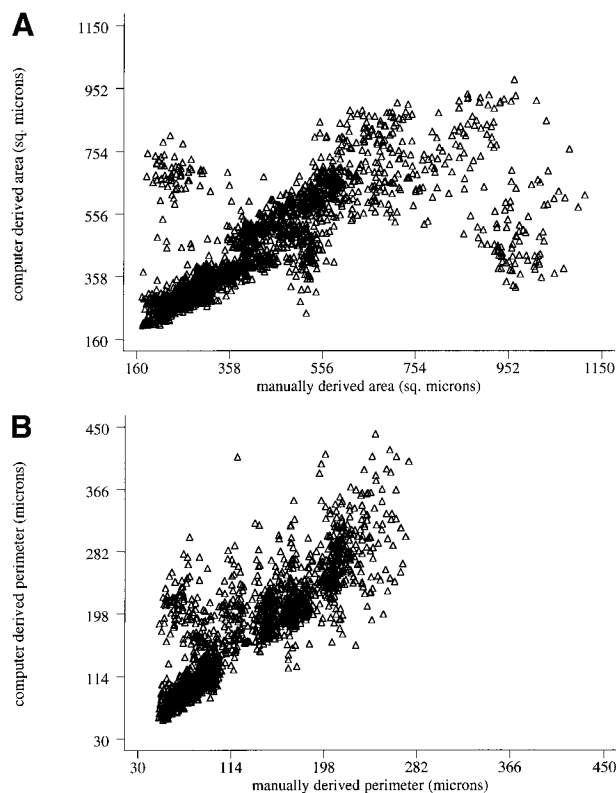 A
1150
952
754
556
358
160
computer derived area (sq. microns)
160 358 556 754 952 1150
manually derived area (sq. microns)
B
450
366
282
198
114
30
computer derived perimeter (microns)
30 114 198 282 366 450
manually derived perimeter (microns)